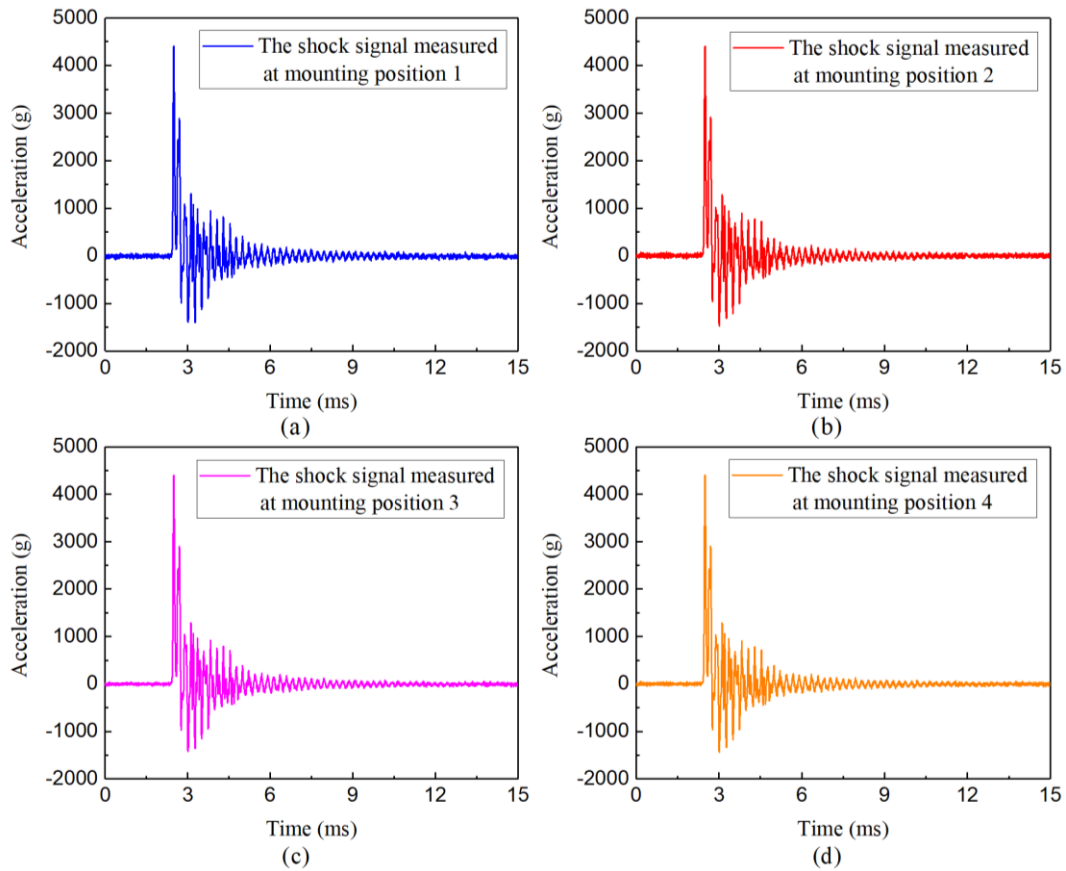 5000
4000
3000
2000
1000
0
-1000
-2000
Acceleration (g)
The shock signal measured
at mounting position 1
0 3 6 9 12 15
Time (ms)
(a)
5000
4000
3000
2000
1000
0
-1000
-2000
Acceleration (g)
The shock signal measured
at mounting position 2
0 3 6 9 12 15
Time (ms)
(b)
5000
4000
3000
2000
1000
0
-1000
-2000
Acceleration (g)
The shock signal measured
at mounting position 3
0 3 6 9 12 15
Time (ms)
(c)
5000
4000
3000
2000
1000
0
-1000
-2000
Acceleration (g)
The shock signal measured
at mounting position 4
0 3 6 9 12 15
Time (ms)
(d)